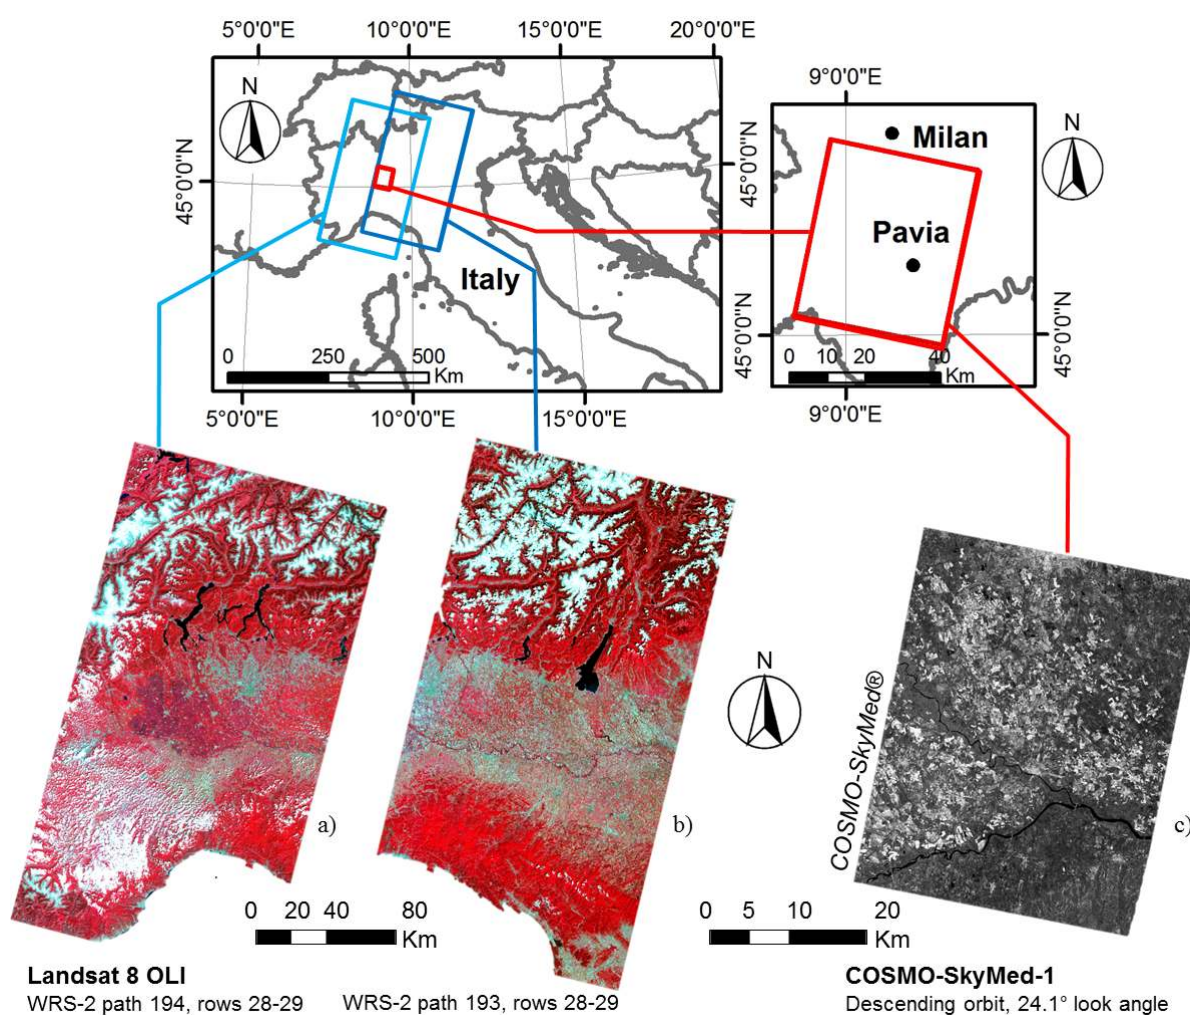 5°0'0"E 10°0'0"E 15°0'0"E 20°0'0"E
9°0'0"E
N
45°0'0"N
45°0'0"N
Italy
0 250 500
Km
5°0'0"E 10°0'0"E 15°0'0"E
N
Milan
Pavia
45°0'0"N
45°0'0"N
0 10 20 40
Km
9°0'0"E
N
COSMO-SkyMed®
a)
b)
c)
0 20 40 80
Km
0 5 10 20
Km
Landsat 8 OLI
WRS-2 path 194, rows 28-29
WRS-2 path 193, rows 28-29
COSMO-SkyMed-1
Descending orbit, 24.1° look angle